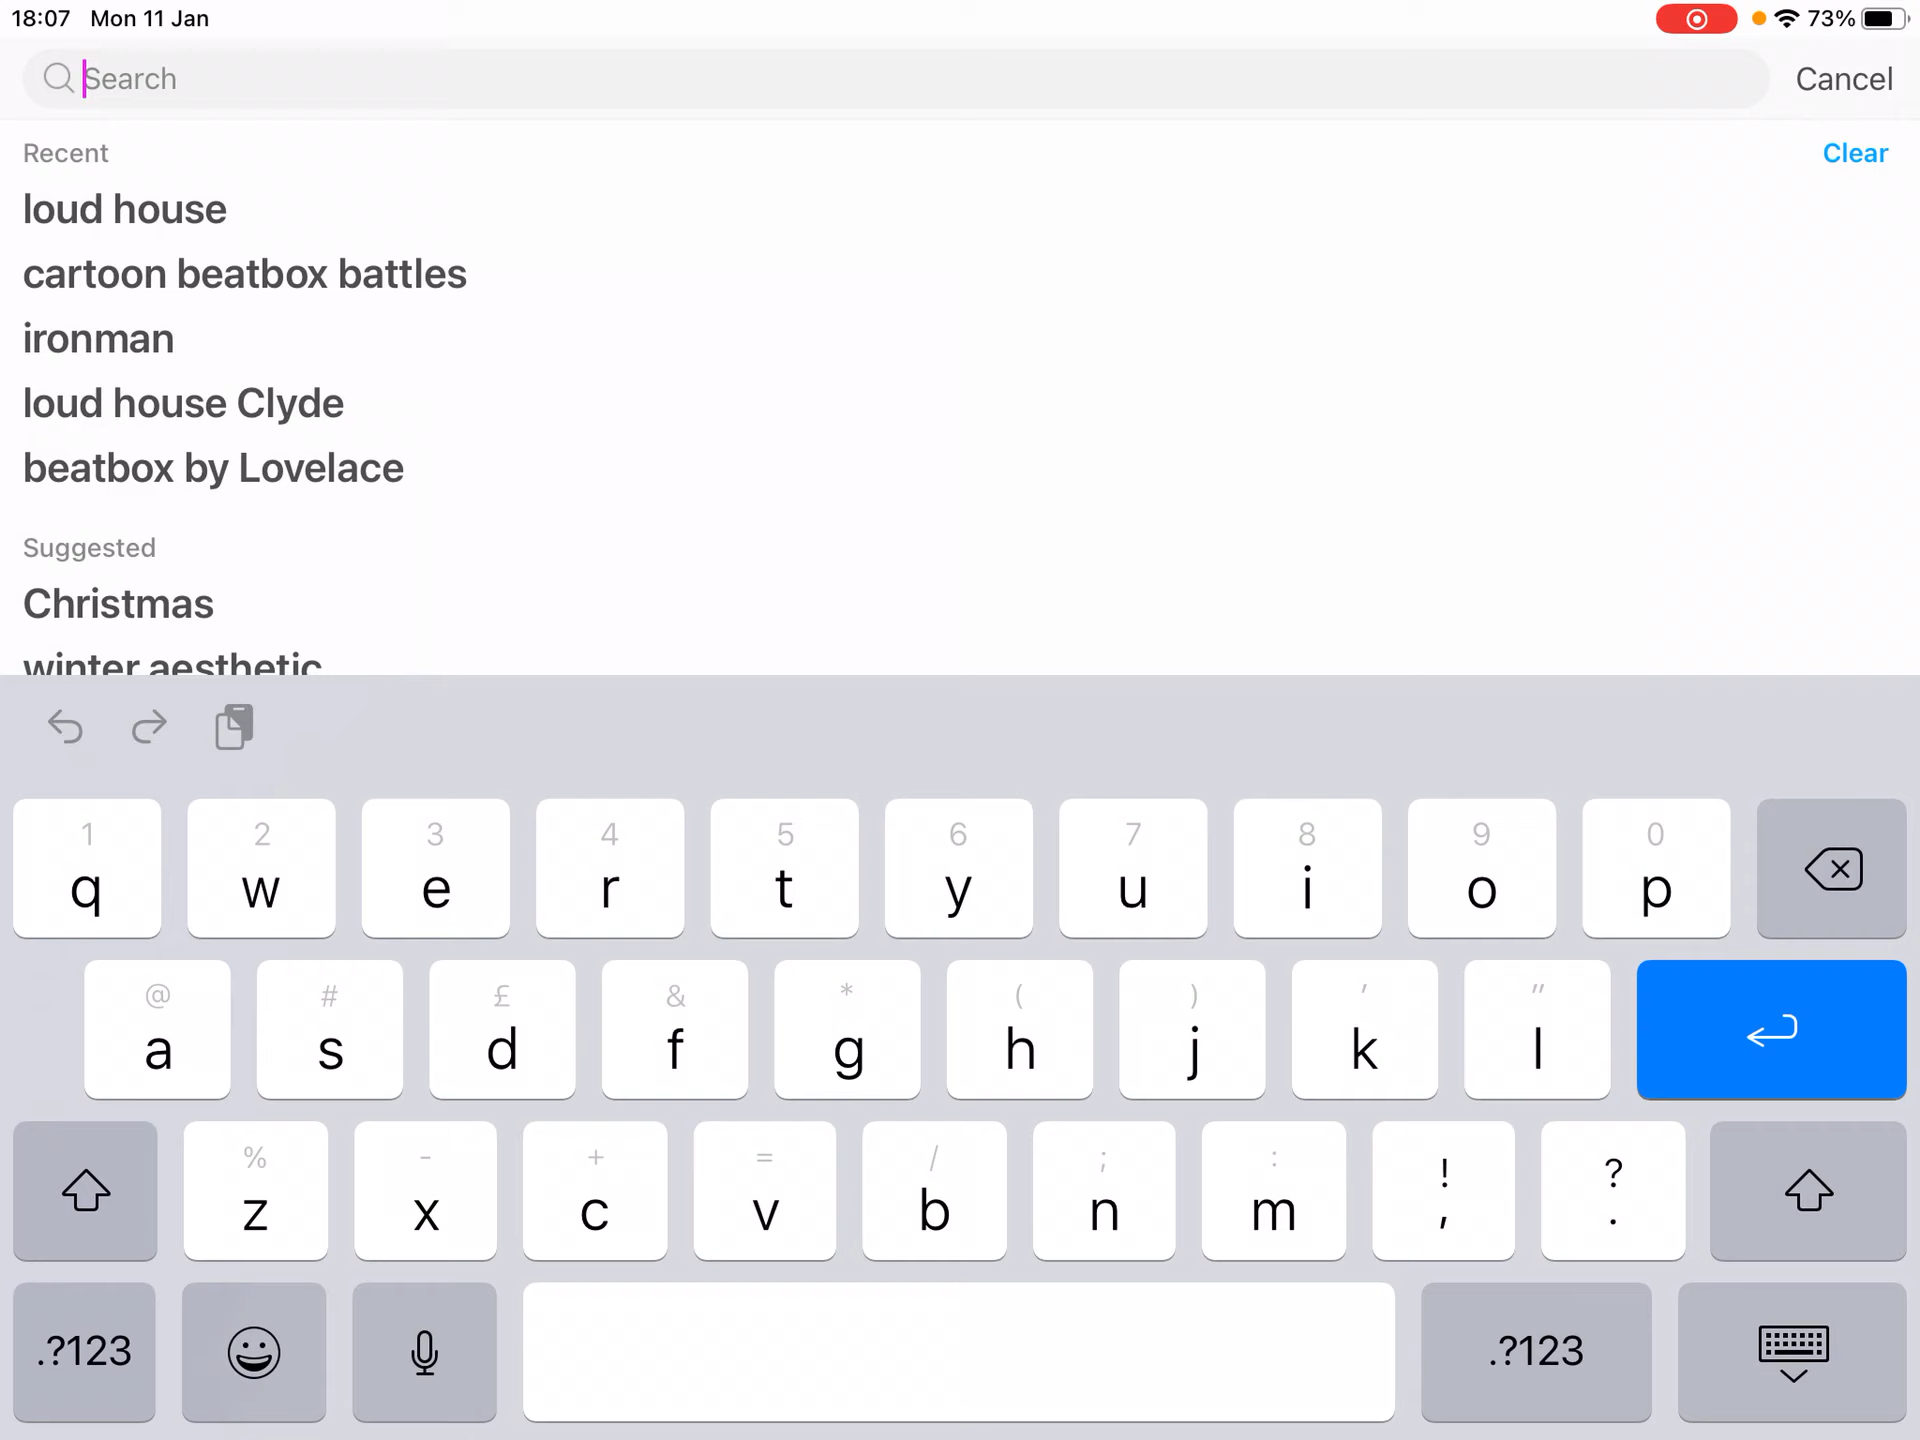 18:07 Mon 11 Jan 73%
Search Cancel
Recent Clear
loud house
cartoon beatbox battles
ironman
loud house Clyde
beatbox by Lovelace
Suggested
Christmas
winter aesthetic
1 2 3 4 5 6 7 8 9 0
q w e r t y u i o p
@ # £ & * ( ) ' "
a s d f g h j k l
% - + = / ; : ! ?
z x c v b n m , .
.?123 .?123